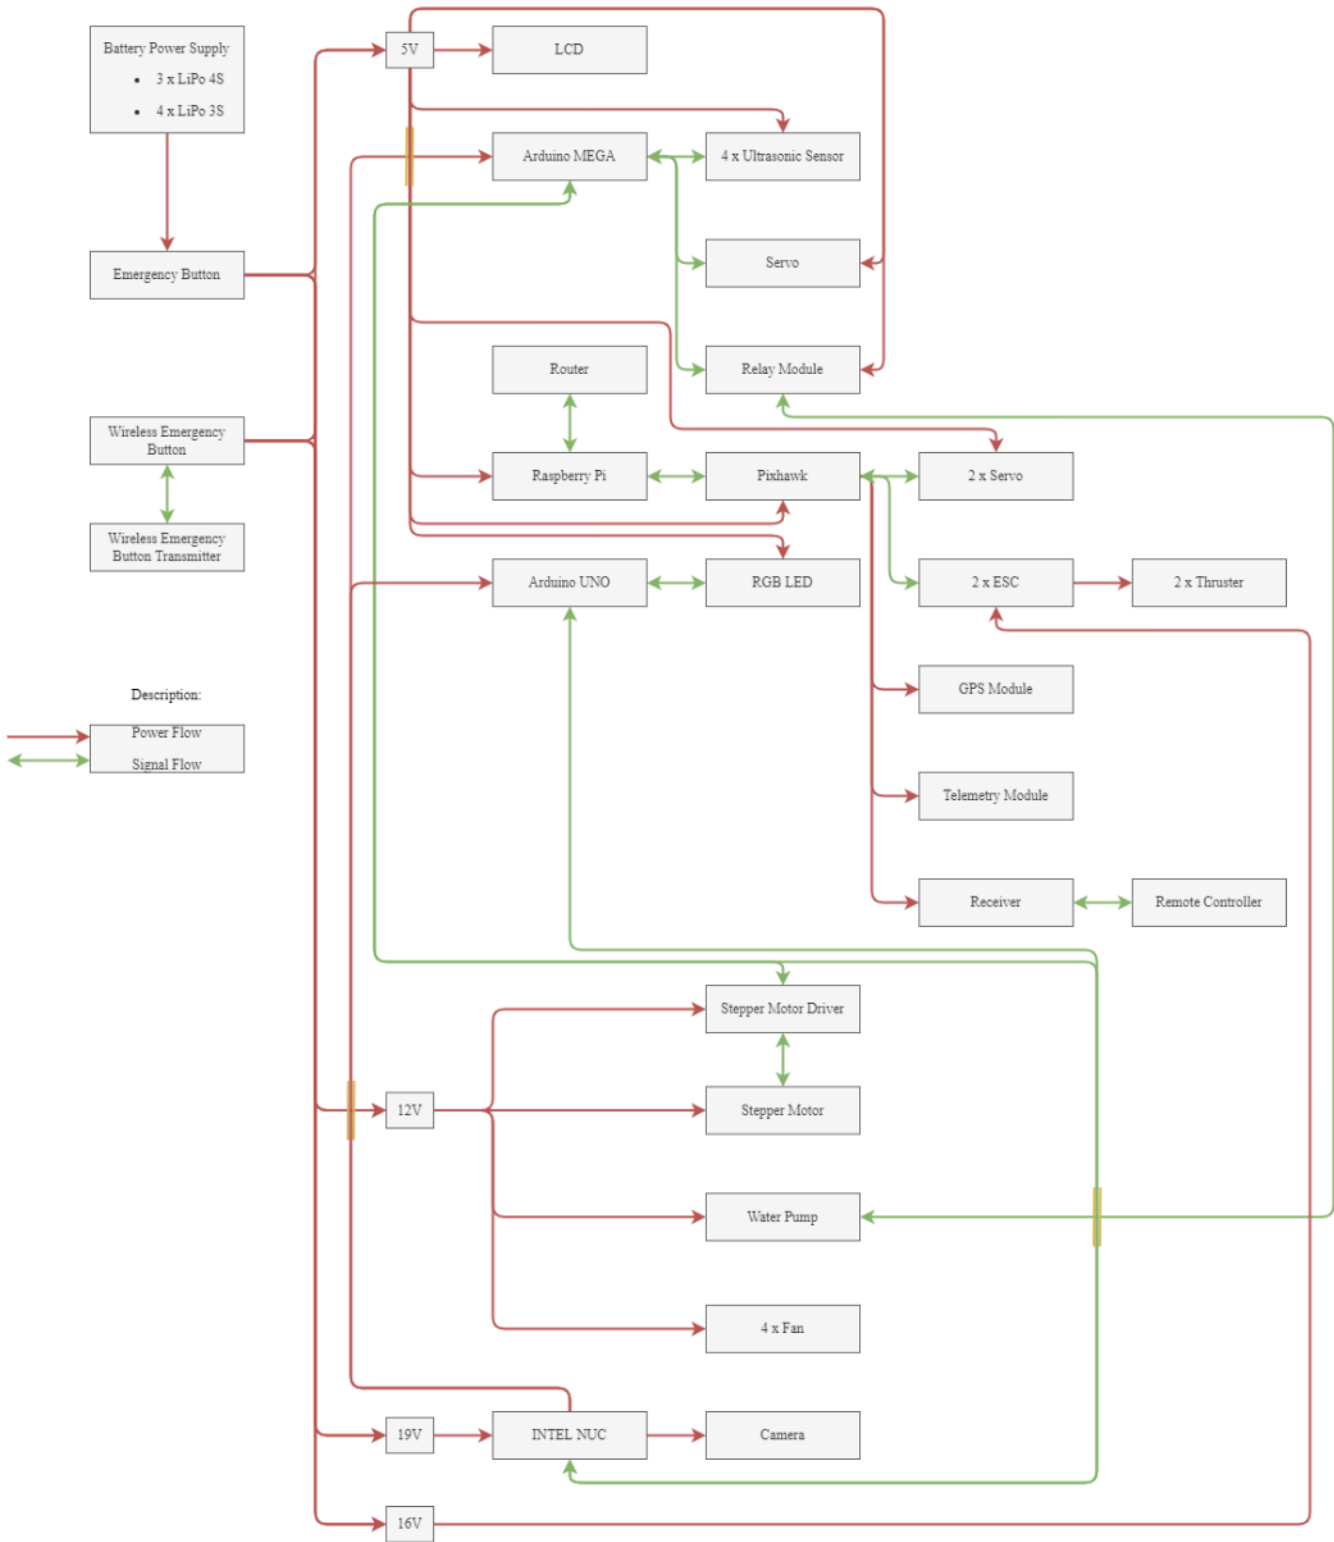 Battery Power Supply
• 3 x LiPo 4S
• 4 x LiPo 3S
5V
LCD
Arduino MEGA
4 x Ultrasonic Sensor
Emergency Button
Servo
Router
Relay Module
Wireless Emergency
Button
Raspberry Pi
Pixhawk
2 x Servo
Wireless Emergency
Button Transmitter
Arduino UNO
RGB LED
2 x ESC
2 x Thruster
Description:
Power Flow
Signal Flow
GPS Module
Telemetry Module
Receiver
Remote Controller
Stepper Motor Driver
12V
Stepper Motor
Water Pump
4 x Fan
19V
INTEL NUC
Camera
16V